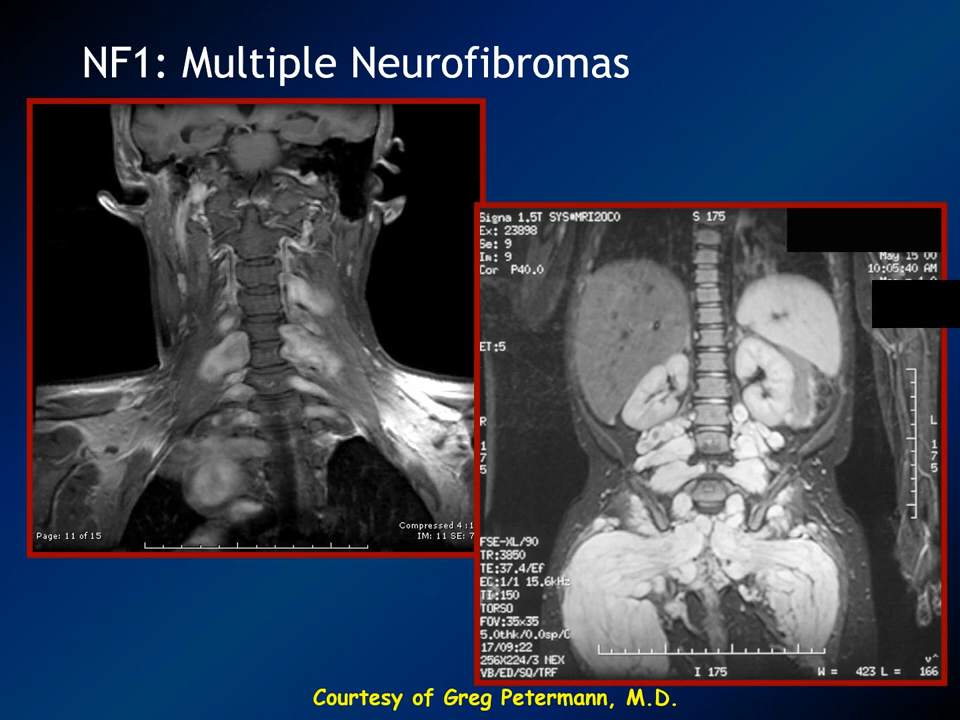 NF1: Multiple Neurofibromas
Page: 11 of 15
Compressed 4 :1
IM: 11 SE: 7
Signa 1.5T SYS#MRI20C0
Ex: 23898
Se: 9
Im: 9
Cor P40.0
S 175
May 15 00
10:05:40 AM
ET:5
R
1
7
5
L
1
7
5
FSE-XL/90
TR:3850
TE:37.4/Ef
EC:1/1 15.6kHz
TI:150
TORSO
FOV:35x35
5.0thk/0.0sp/C
17/09:22
256X224/3 NEX
VB/ED/SQ/TRF
I 175
v^
W = 423 L = 166
Courtesy of Greg Petermann, M.D.